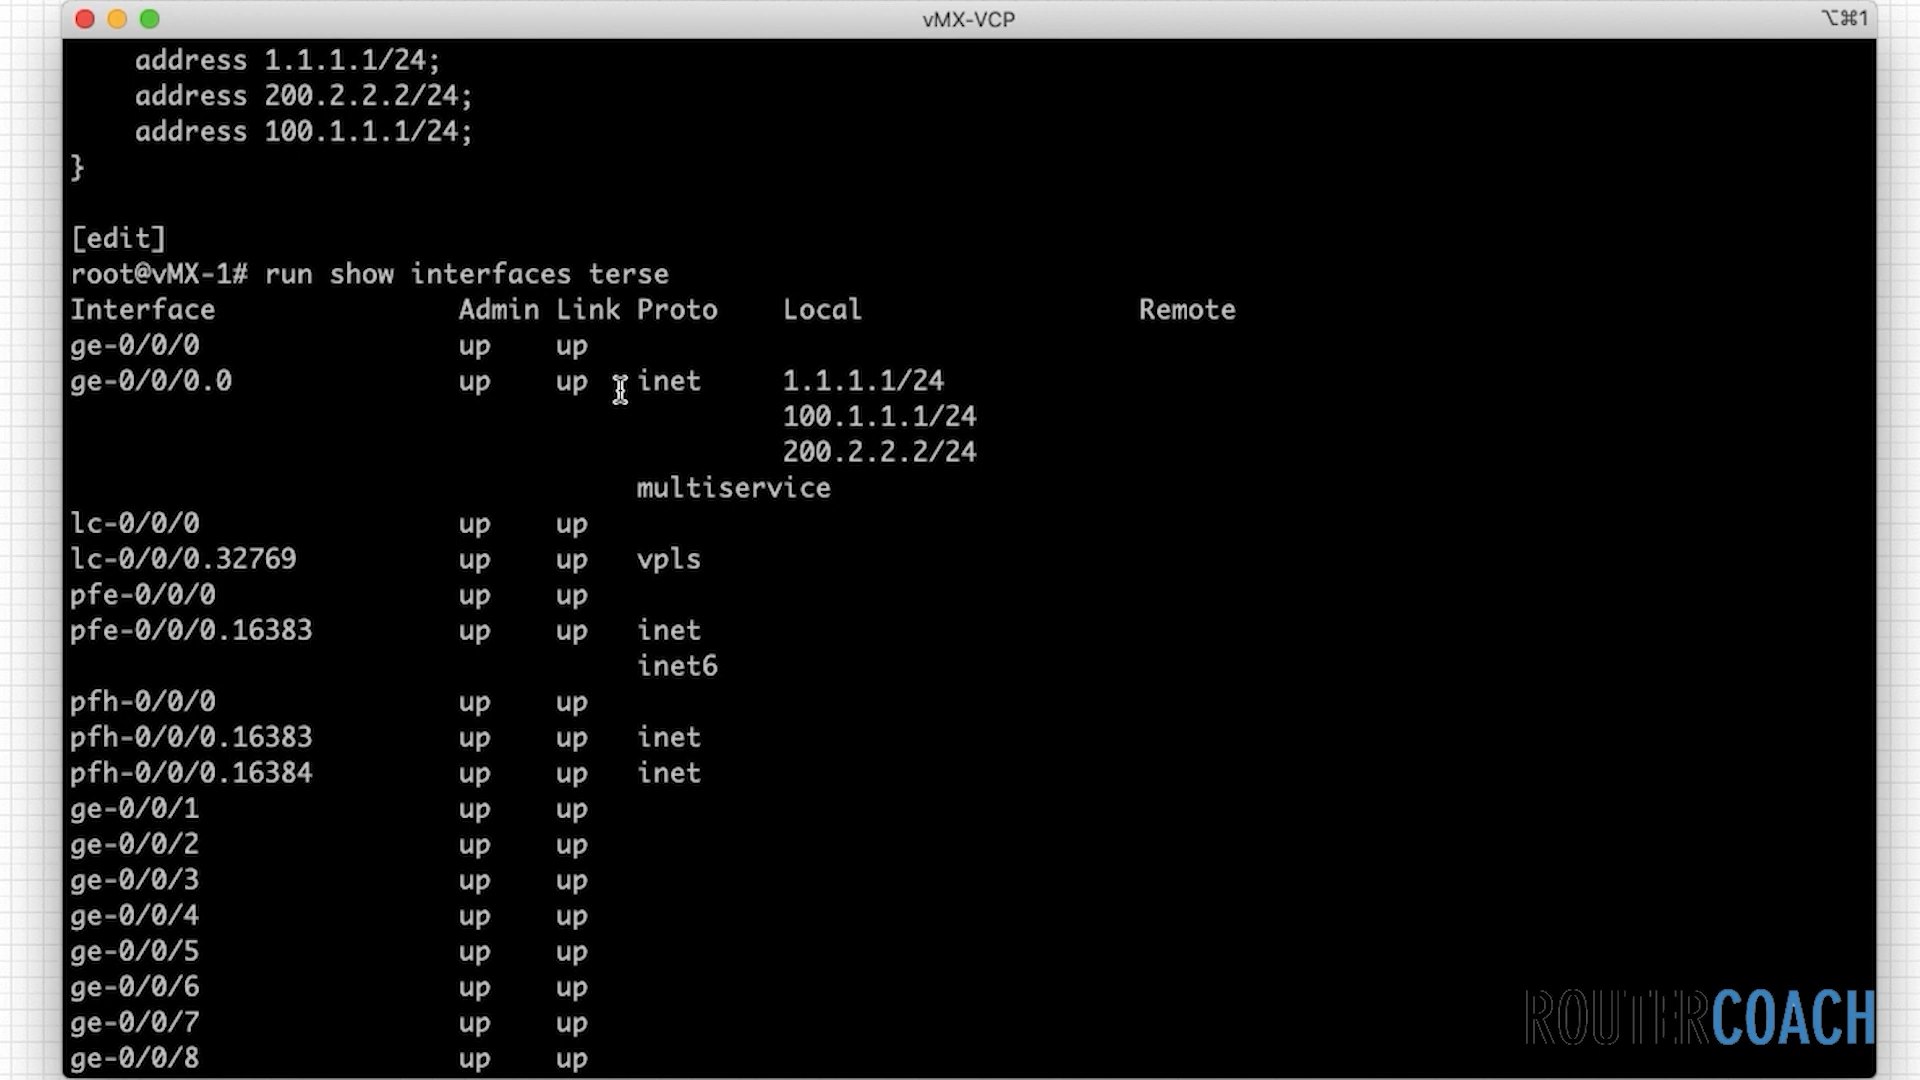 vMX-VCP
⌥⌘1
address 1.1.1.1/24;
address 200.2.2.2/24;
address 100.1.1.1/24;
}
[edit]
root@vMX-1# run show interfaces terse
Interface Admin Link Proto Local Remote
ge-0/0/0 up up
ge-0/0/0.0 up up inet 1.1.1.1/24
100.1.1.1/24
200.2.2.2/24
multiservice
lc-0/0/0 up up
lc-0/0/0.32769 up up vpls
pfe-0/0/0 up up
pfe-0/0/0.16383 up up inet
inet6
pfh-0/0/0 up up
pfh-0/0/0.16383 up up inet
pfh-0/0/0.16384 up up inet
ge-0/0/1 up up
ge-0/0/2 up up
ge-0/0/3 up up
ge-0/0/4 up up
ge-0/0/5 up up
ge-0/0/6 up up
ge-0/0/7 up up
ge-0/0/8 up up
ROUTERCOACH